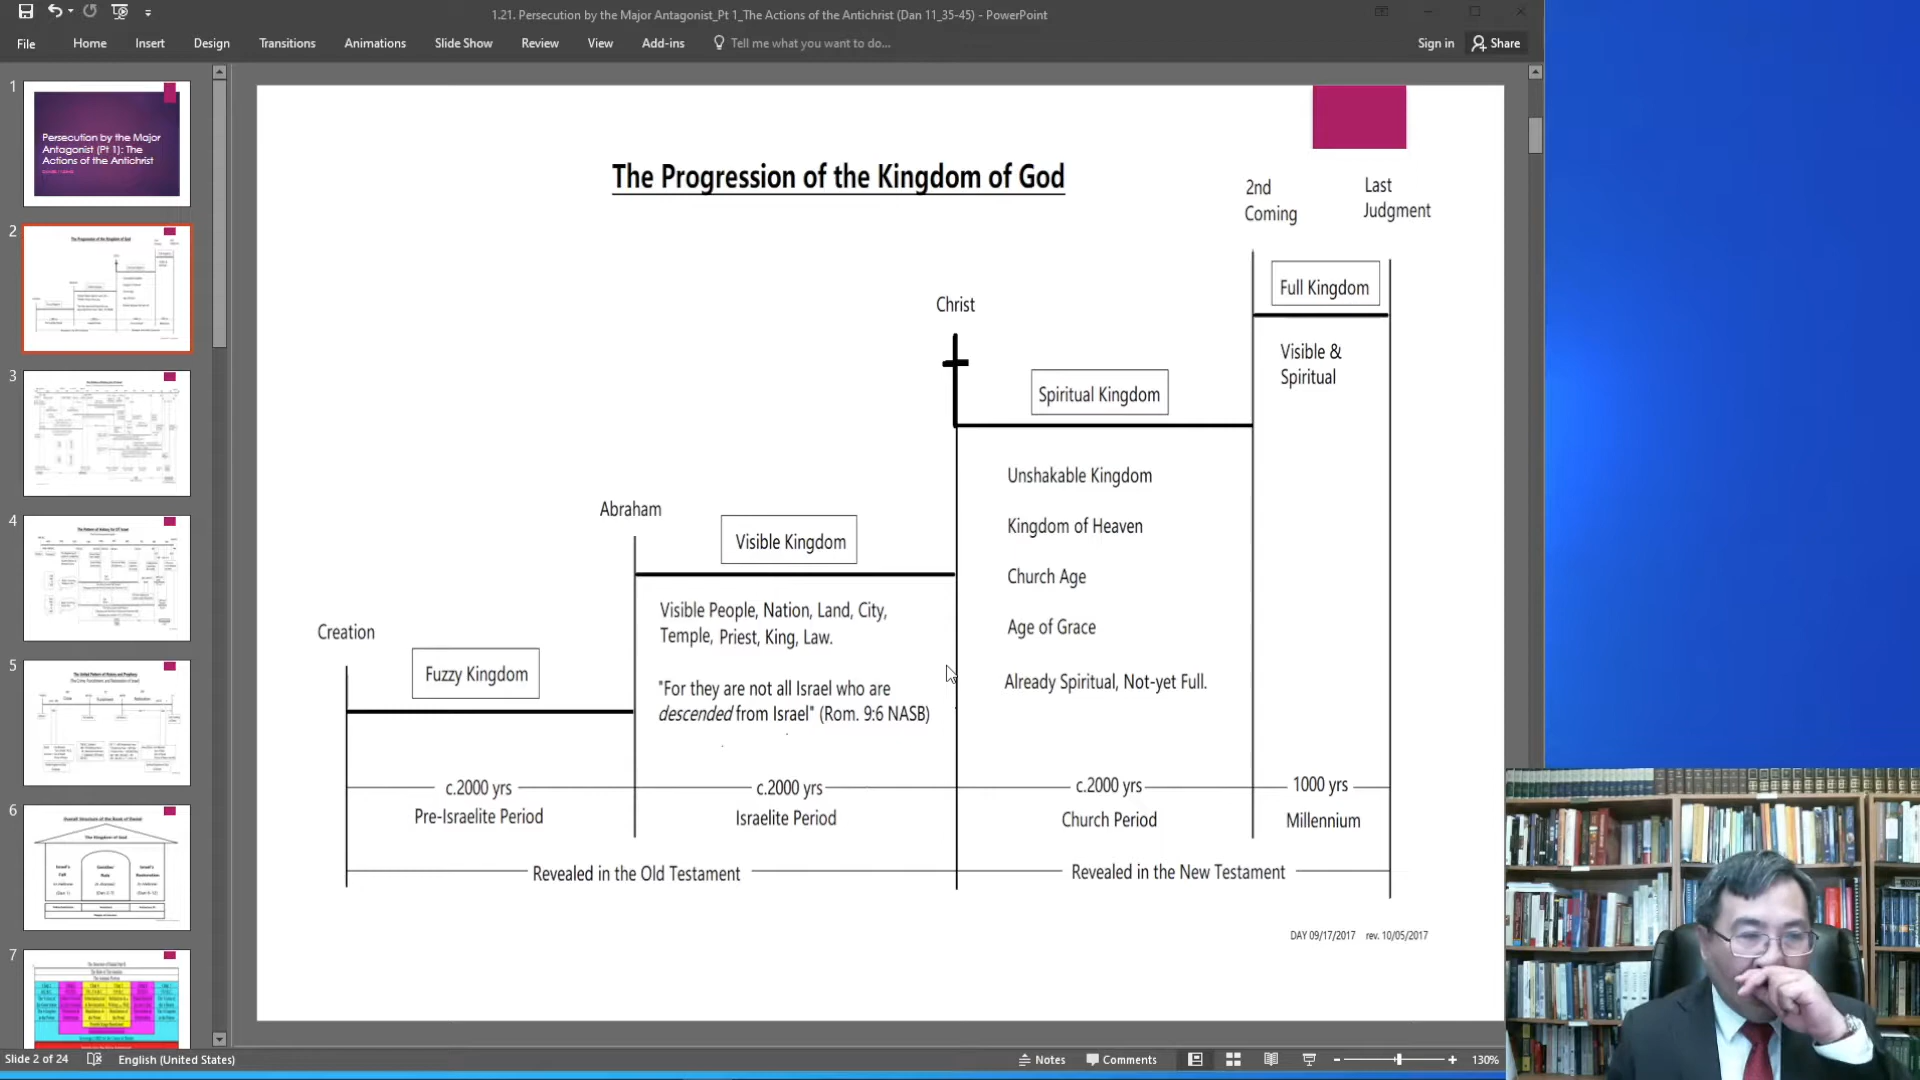 1.21. Persecution by the Major Antagonist_Pt 1_The Actions of the Antichrist (Dan 11_35-45) - PowerPoint
File Home Insert Design Transitions Animations Slide Show Review View Add-ins Tell me what you want to do...
Sign in Share
1
Persecution by the Major
Antagonist (Pt 1): The
Actions of the Antichrist
2
3
4
5
6
7
The Progression of the Kingdom of God
2nd
Coming
Last
Judgment
Full Kingdom
Christ
Visible &
Spiritual
Spiritual Kingdom
Unshakable Kingdom
Abraham
Visible Kingdom
Kingdom of Heaven
Church Age
Visible People, Nation, Land, City,
Temple, Priest, King, Law.
Creation
Age of Grace
Fuzzy Kingdom
"For they are not all Israel who are
descended from Israel" (Rom. 9:6 NASB)
Already Spiritual, Not-yet Full.
c.2000 yrs
c.2000 yrs
c.2000 yrs
1000 yrs
Pre-Israelite Period
Israelite Period
Church Period
Millennium
Revealed in the Old Testament
Revealed in the New Testament
DAY 09/17/2017 rev. 10/05/2017
Slide 2 of 24 English (United States)
Notes Comments 130%